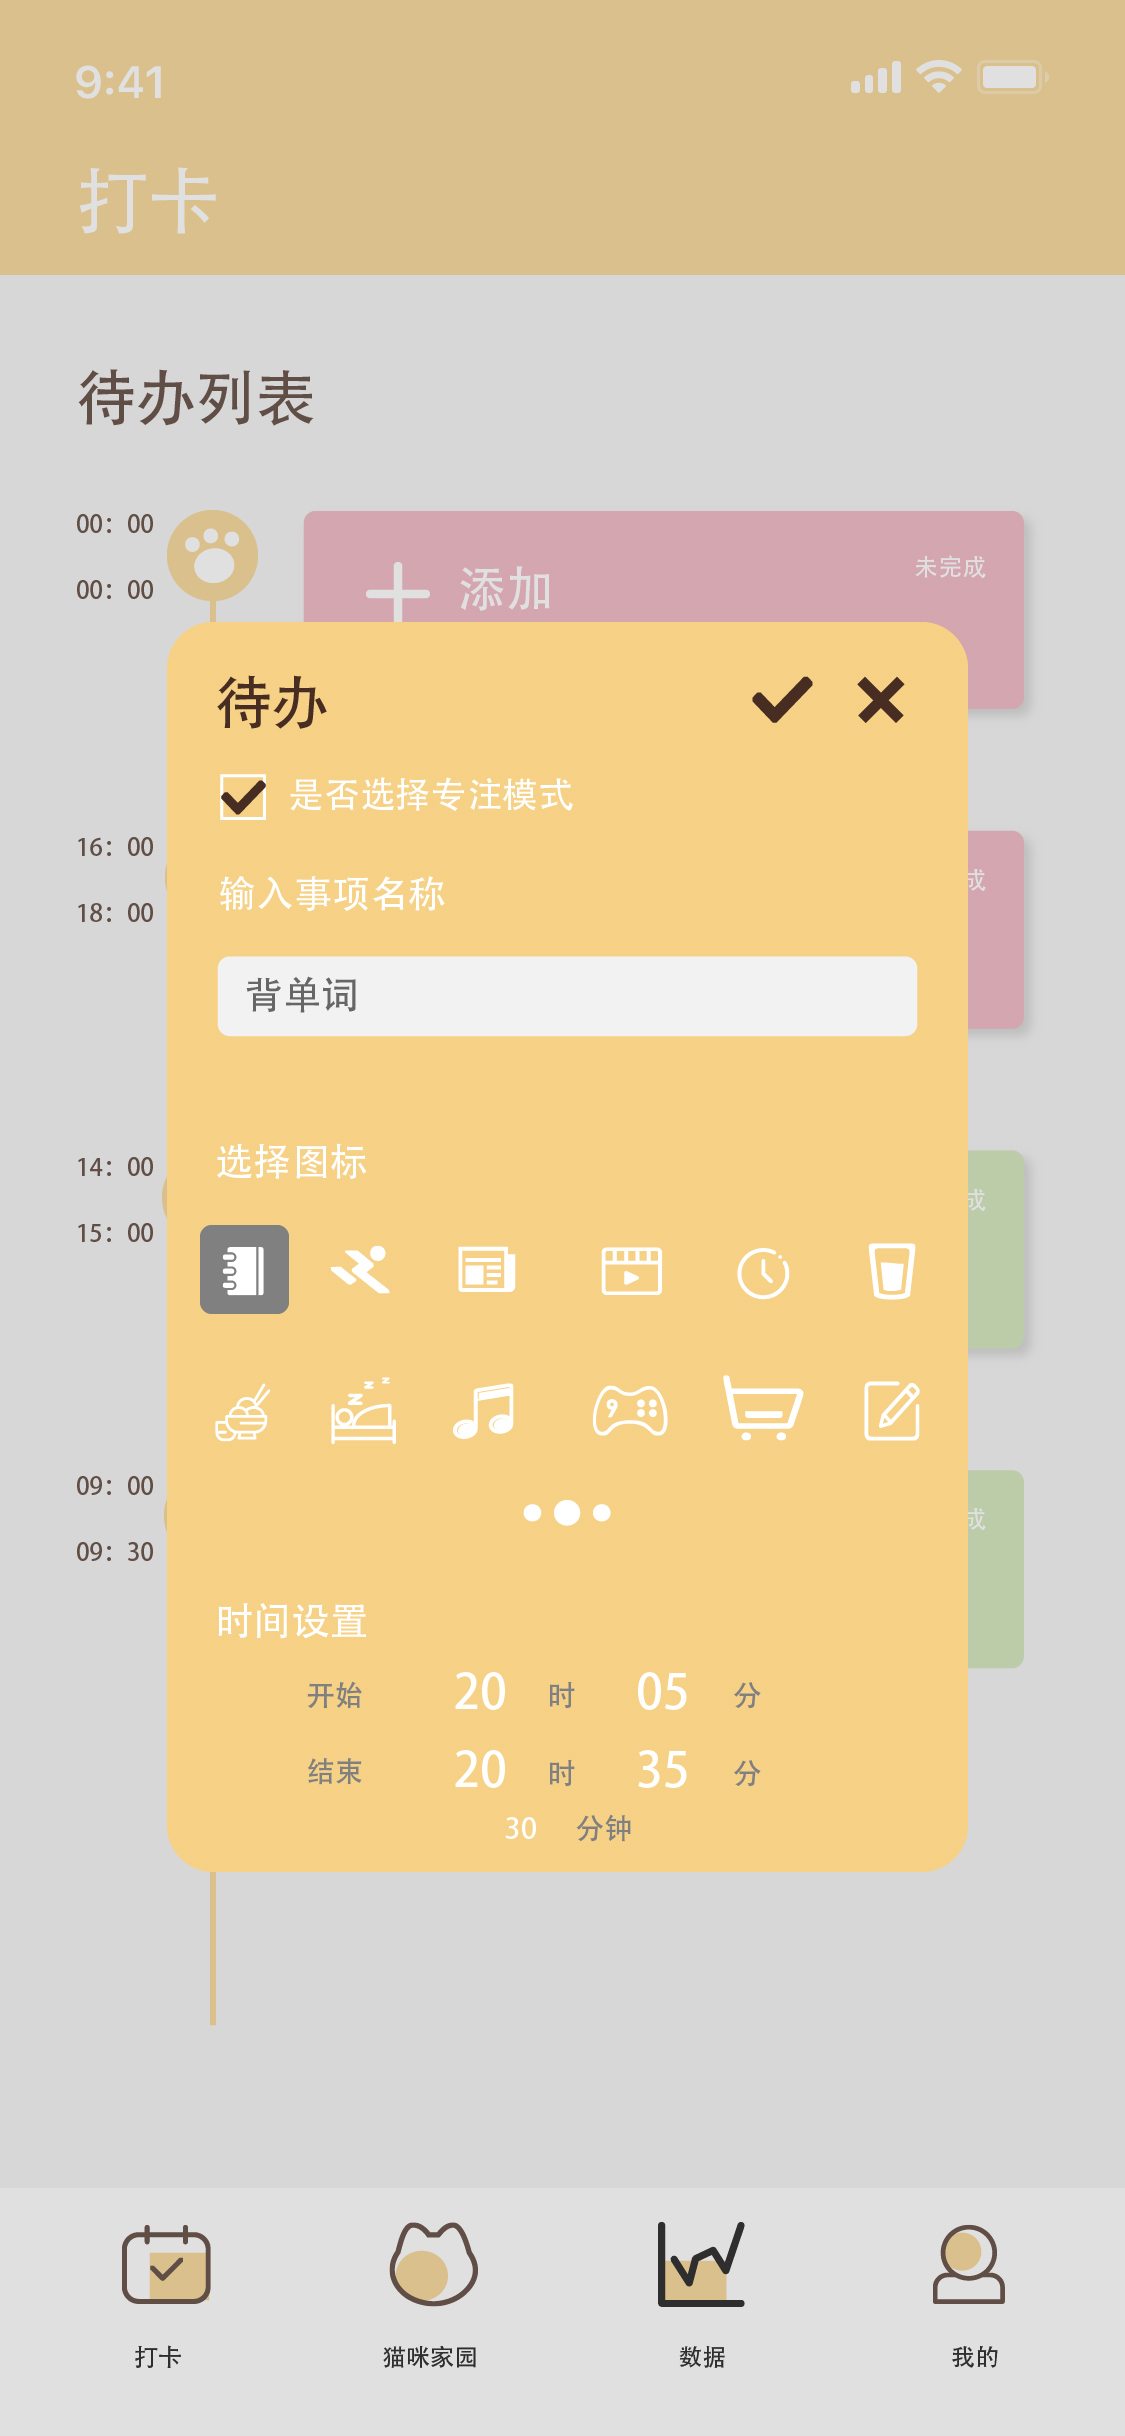 9:41
打卡
待办列表
00: 00
00: 00
添加
未完成
待办
是否选择专注模式
16: 00
成
18: 00
输入事项名称
背单词
14: 00
成
15: 00
选择图标
09: 00
成
09: 30
时间设置
开始 20 时 05 分
结束 20 时 35 分
30 分钟
打卡 猫咪家园 数据 我的